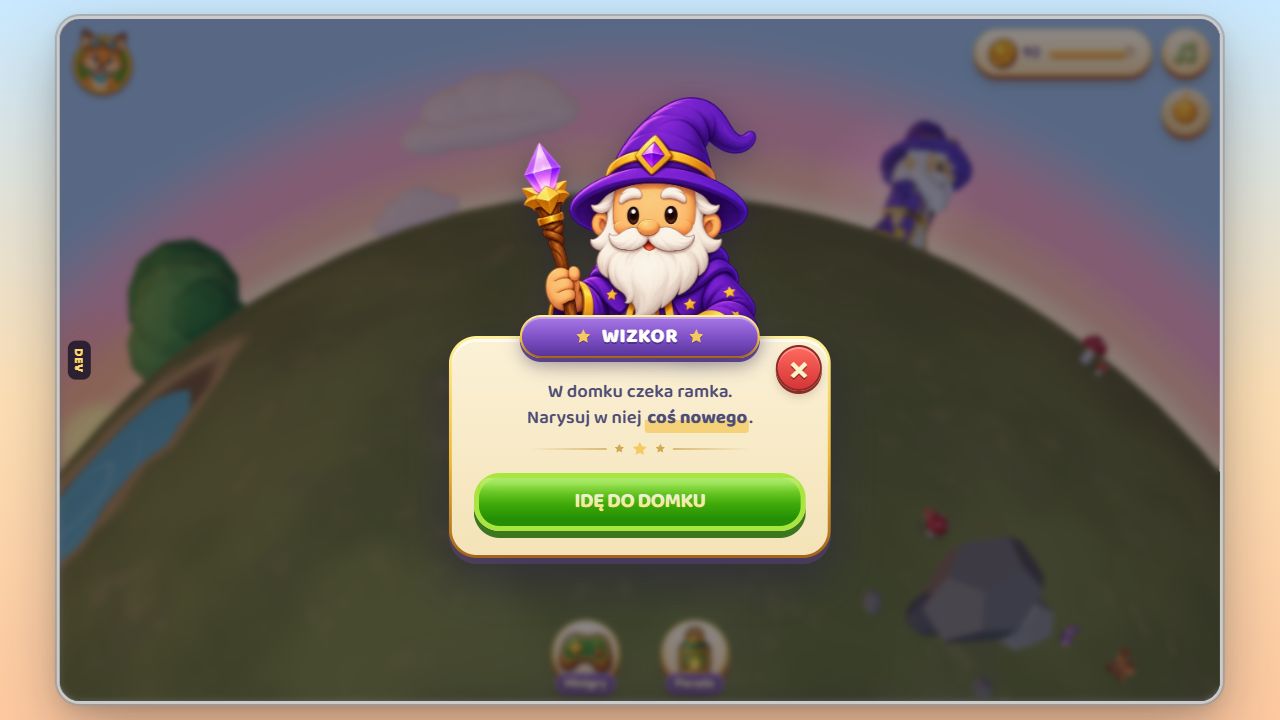 WIZKOR
DEV
W domku czeka ramka.
Narysuj w niej coś nowego.
IDĘ DO DOMKU